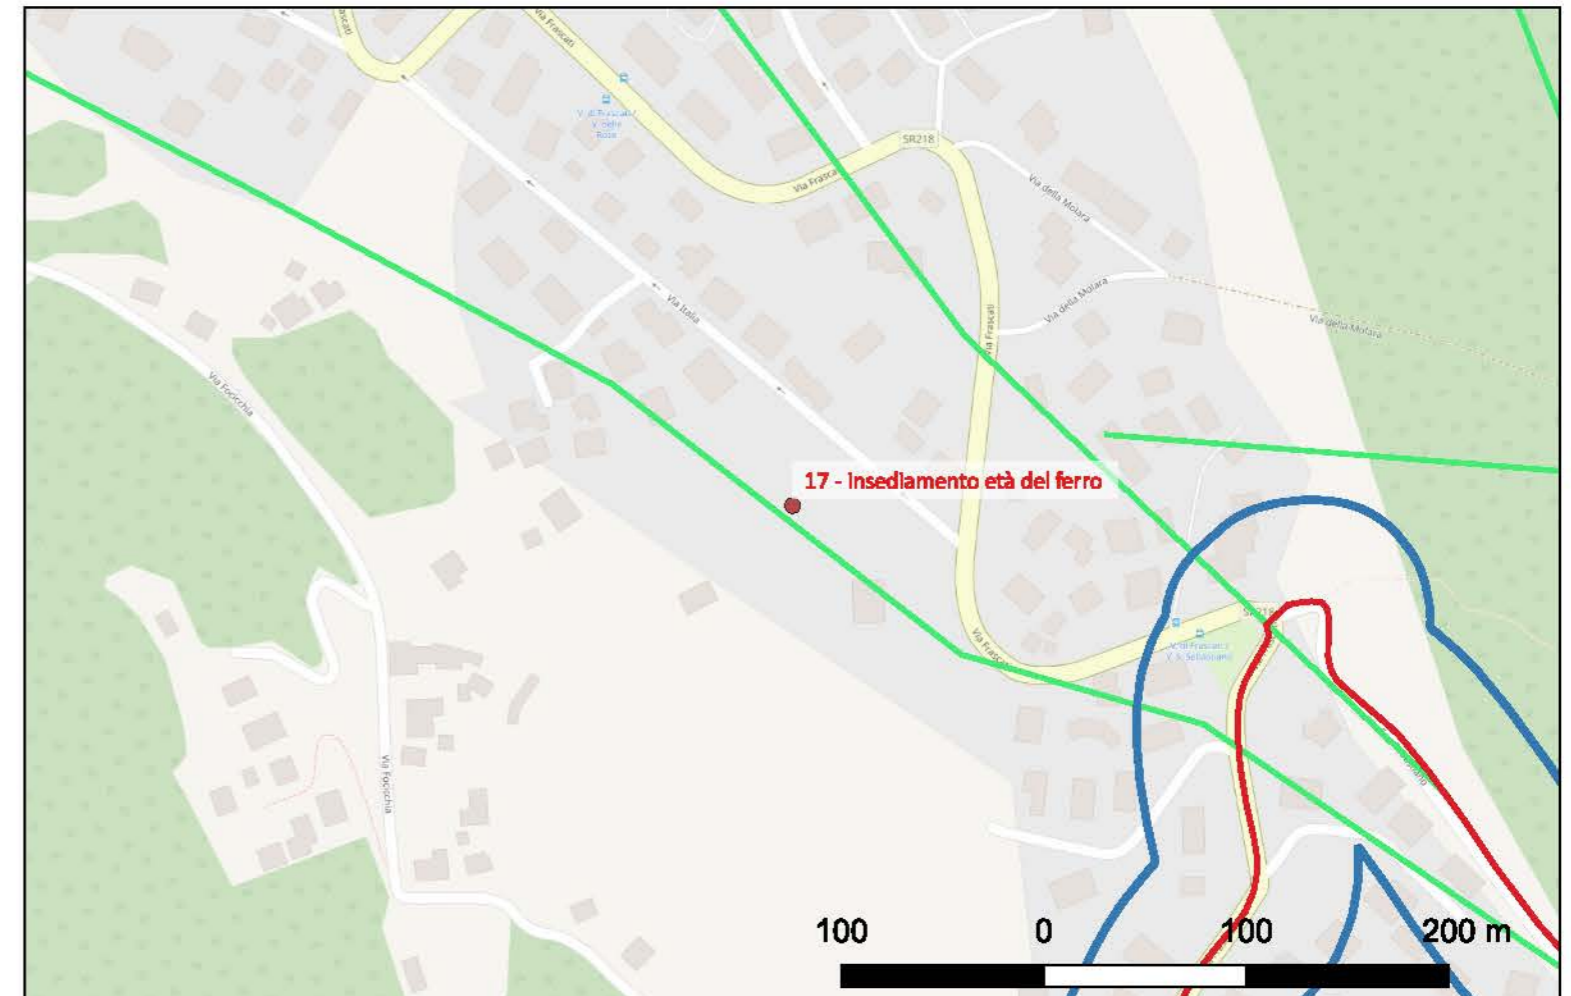 Via Frascati
SR218
Via Frasca
Via della Molara
Via Italia
Via Frascati
Via della Molara
Via della Molara
Via Focicchia
17 - insediamento età del ferro
SR218
Via Frascati
Via Focicchia
100 0 100 200 m